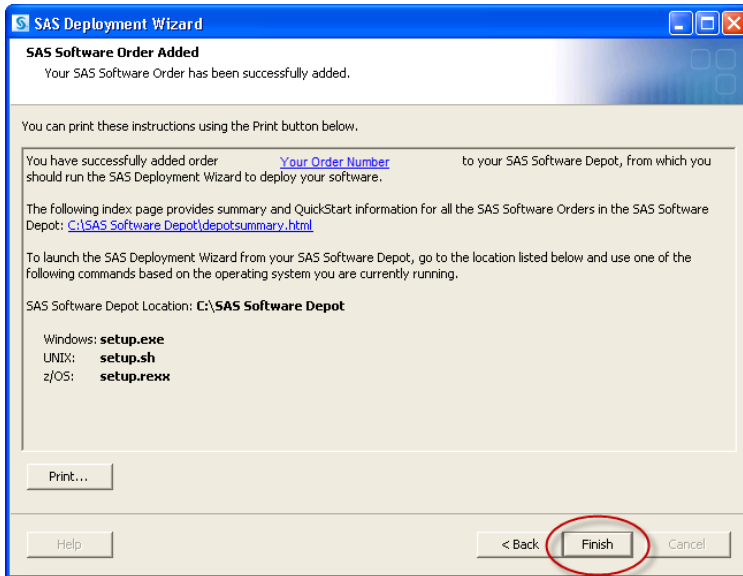 SAS Deployment Wizard
SAS Software Order Added
Your SAS Software Order has been successfully added.
You can print these instructions using the Print button below.
You have successfully added order Your Order Number to your SAS Software Depot, from which you
should run the SAS Deployment Wizard to deploy your software.
The following index page provides summary and QuickStart information for all the SAS Software Orders in the SAS Software
Depot: C:\SAS Software Depot\depotsummary.html
To launch the SAS Deployment Wizard from your SAS Software Depot, go to the location listed below and use one of the
following commands based on the operating system you are currently running.
SAS Software Depot Location: C:\SAS Software Depot
Windows: setup.exe
UNIX: setup.sh
z/OS: setup.rexx
Print...
Help < Back Finish Cancel